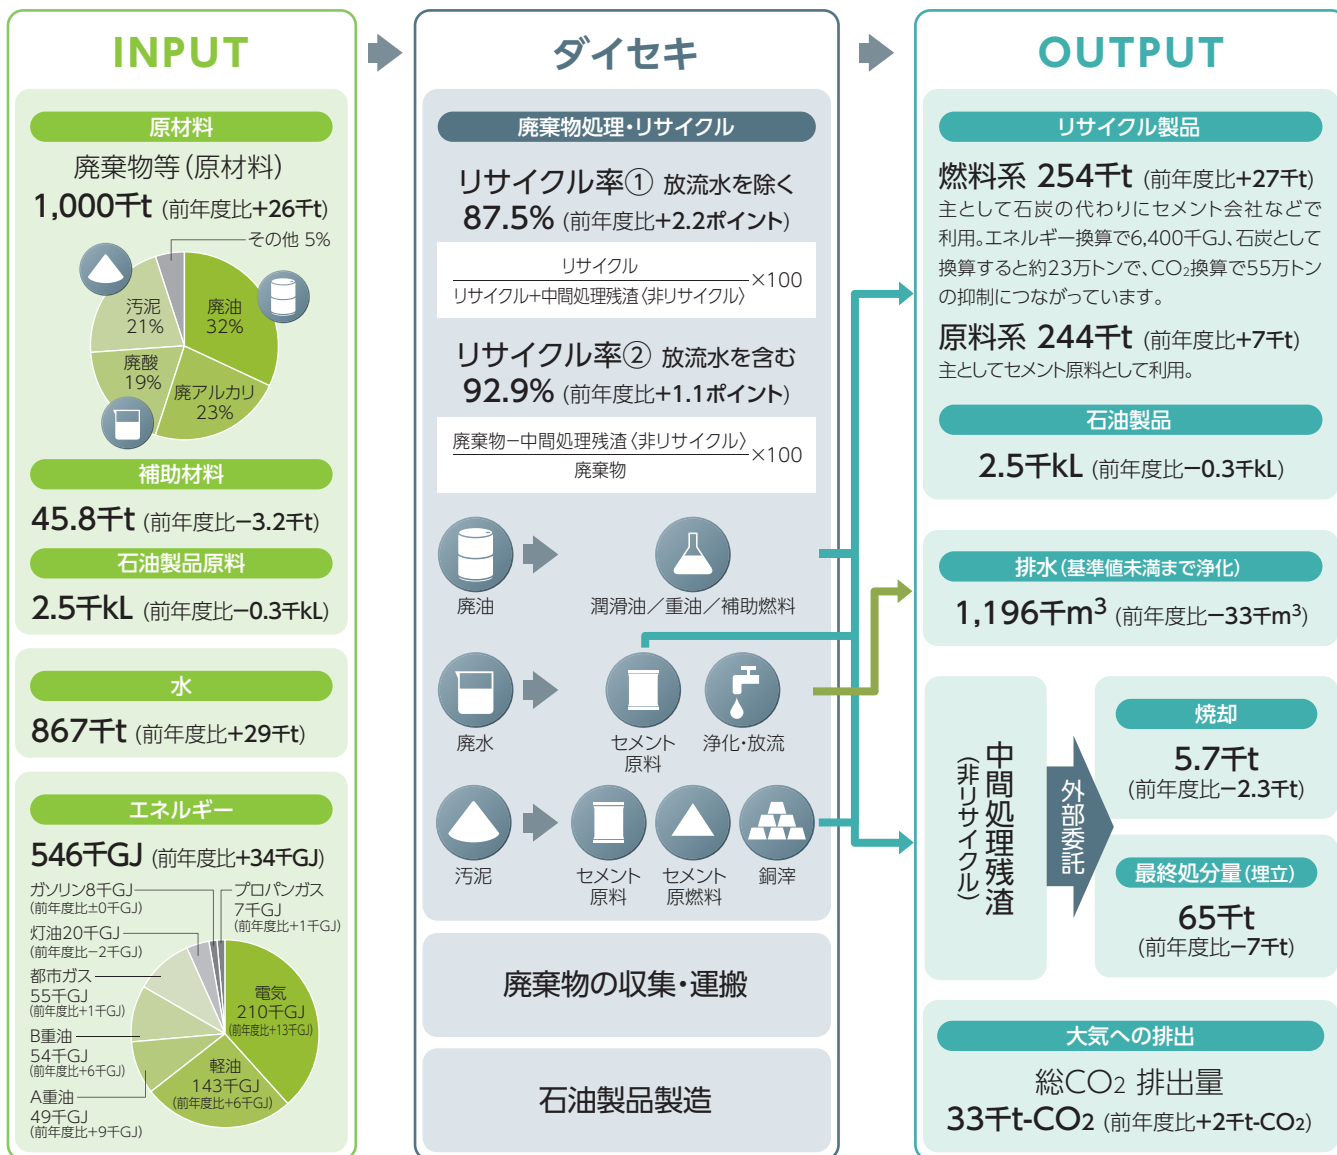 INPUT
原材料
廃棄物等(原材料)
1,000千t (前年度比+26千t)
その他 5%
廃油
32%
廃アルカリ
23%
廃酸
19%
汚泥
21%
補助材料
45.8千t (前年度比−3.2千t)
石油製品原料
2.5千kL (前年度比−0.3千kL)
水
867千t (前年度比+29千t)
エネルギー
546千GJ (前年度比+34千GJ)
ガソリン8千GJ
(前年度比±0千GJ)
プロパンガス
7千GJ
(前年度比+1千GJ)
灯油20千GJ
(前年度比−2千GJ)
都市ガス
55千GJ
(前年度比+1千GJ)
B重油
54千GJ
(前年度比+6千GJ)
A重油
49千GJ
(前年度比+9千GJ)
電気
210千GJ
(前年度比+13千GJ)
軽油
143千GJ
(前年度比+6千GJ)
ダイセキ
廃棄物処理・リサイクル
リサイクル率① 放流水を除く
87.5% (前年度比+2.2ポイント)
リサイクル
リサイクル+中間処理残渣〈非リサイクル〉
×100
リサイクル率② 放流水を含む
92.9% (前年度比+1.1ポイント)
廃棄物−中間処理残渣〈非リサイクル〉
廃棄物
×100
廃油
潤滑油／重油／補助燃料
廃水
セメント
原料
浄化・放流
汚泥
セメント
原料
セメント
原燃料
銅滓
廃棄物の収集・運搬
石油製品製造
OUTPUT
リサイクル製品
燃料系 254千t (前年度比+27千t)
主として石炭の代わりにセメント会社などで
利用。エネルギー換算で6,400千GJ、石炭として
換算すると約23万トンで、CO₂換算で55万トン
の抑制につながっています。
原料系 244千t (前年度比+7千t)
主としてセメント原料として利用。
石油製品
2.5千kL (前年度比−0.3千kL)
排水(基準値未満まで浄化)
1,196千m³ (前年度比−33千m³)
中間処理残渣
(非リサイクル)
外部委託
焼却
5.7千t
(前年度比−2.3千t)
最終処分量(埋立)
65千t
(前年度比−7千t)
大気への排出
総CO₂ 排出量
33千t-CO₂ (前年度比+2千t-CO₂)